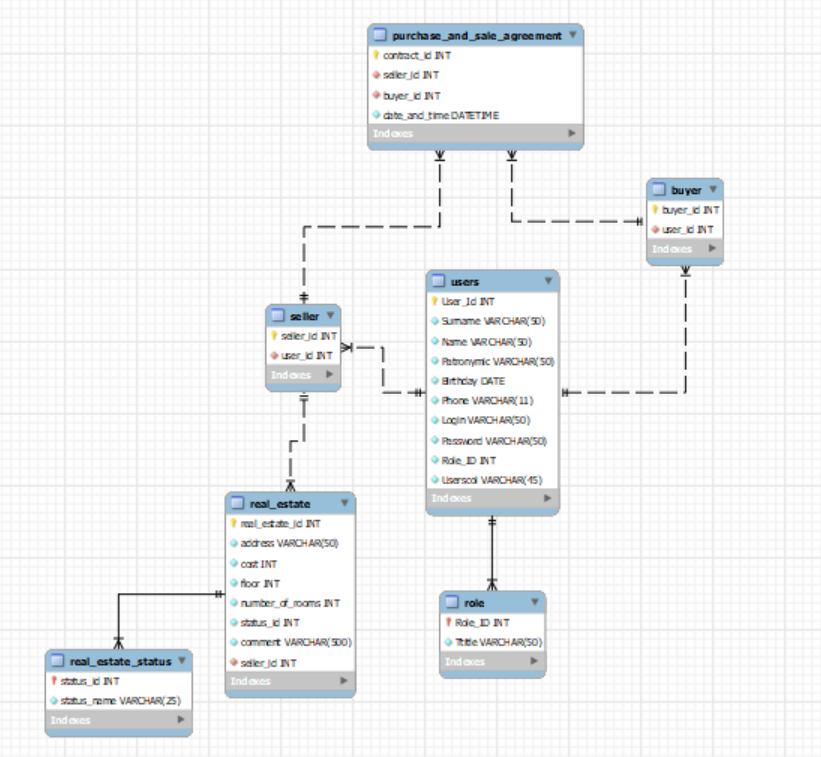 purchase_and_sale_agreement
contract_id INT
seller_id INT
buyer_id INT
date_and_time DATETIME
Indexes
buyer
buyer_id INT
user_id INT
Indexes
users
User_Id INT
Surname VARCHAR(50)
Name VARCHAR(50)
Patronymic VARCHAR(50)
Birthday DATE
Phone VARCHAR(11)
Login VARCHAR(50)
Password VARCHAR(50)
Role_ID INT
Userscol VARCHAR(45)
Indexes
seller
seller_id INT
user_id INT
Indexes
real_estate
real_estate_id INT
address VARCHAR(50)
cost INT
floor INT
number_of_rooms INT
status_id INT
comment VARCHAR(500)
seller_id INT
Indexes
role
Role_ID INT
Ttitle VARCHAR(50)
Indexes
real_estate_status
status_id INT
status_name VARCHAR(25)
Indexes